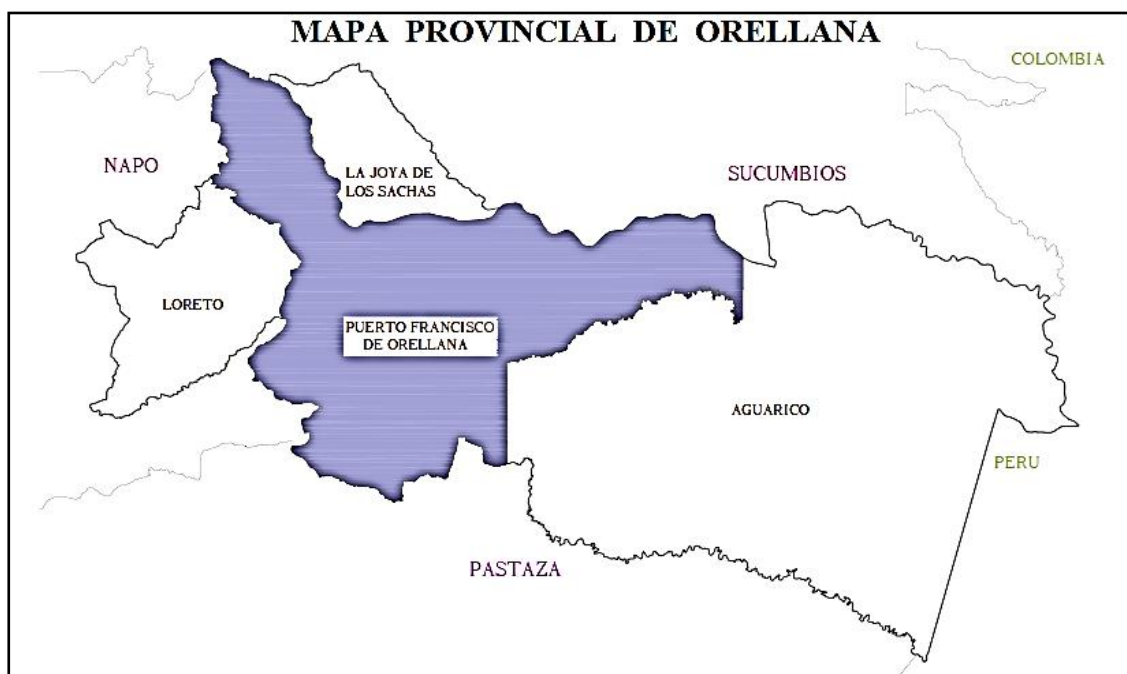 MAPA PROVINCIAL DE ORELLANA
COLOMBIA
NAPO
LA JOYA DE
LOS SACHAS
SUCUMBIOS
LORETO
PUERTO FRANCISCO
DE ORELLANA
AGUARICO
PERU
PASTAZA